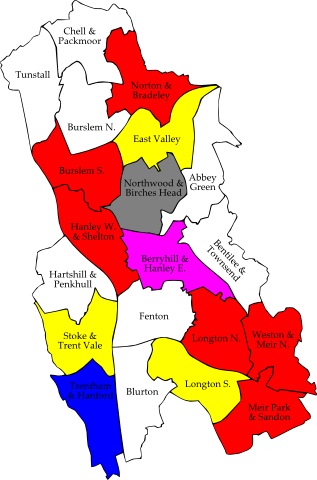 Chell &
Packmoor
Tunstall
Norton &
Bradeley
Burslem N.
East Valley
Burslem S.
Abbey
Green
Northwood &
Birches Head
Hanley W.
& Shelton
Bentilee &
Townsend
Berryhill &
Hanley E.
Hartshill &
Penkhull
Fenton
Stoke &
Trent Vale
Longton N.
Weston &
Meir N.
Trentham
& Hanford
Blurton
Longton S.
Meir Park
& Sandon